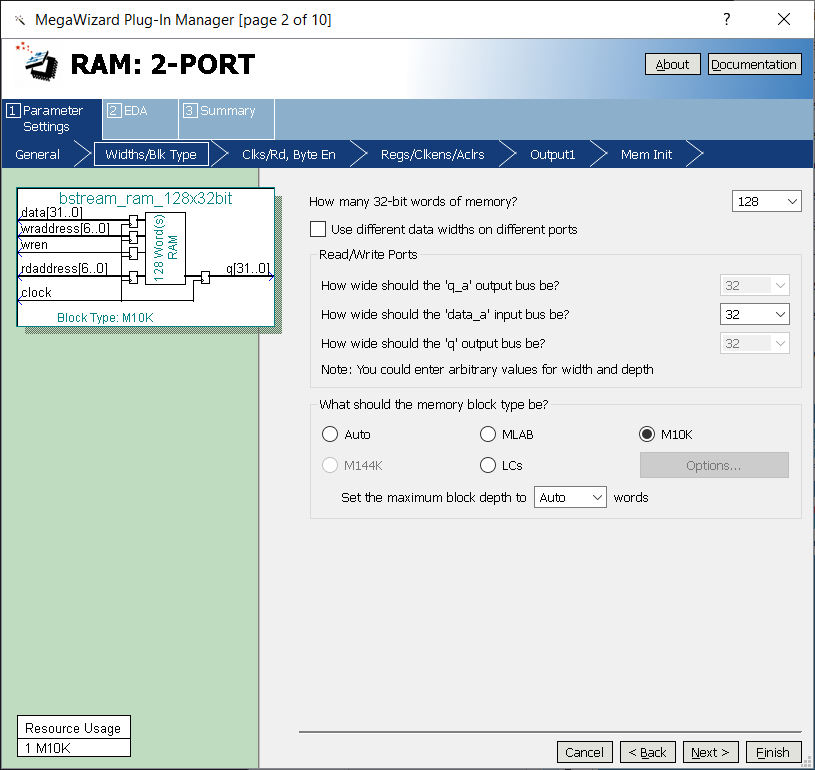 MegaWizard Plug-In Manager [page 2 of 10]
?
RAM: 2-PORT
About
Documentation
1 Parameter Settings
2 EDA
3 Summary
General
Widths/Blk Type
Clks/Rd, Byte En
Regs/Clkens/Aclrs
Output1
Mem Init
bstream_ram_128x32bit
data[31..0]
wraddress[6..0]
wren
rdaddress[6..0]
clock
128 Word(s)
RAM
q[31..0]
Block Type: M10K
How many 32-bit words of memory?
128
Use different data widths on different ports
Read/Write Ports
How wide should the 'q_a' output bus be?
32
How wide should the 'data_a' input bus be?
32
How wide should the 'q' output bus be?
32
Note: You could enter arbitrary values for width and depth
What should the memory block type be?
Auto
MLAB
M10K
M144K
LCs
Options...
Set the maximum block depth to Auto words
Resource Usage
1 M10K
Cancel
< Back
Next >
Finish